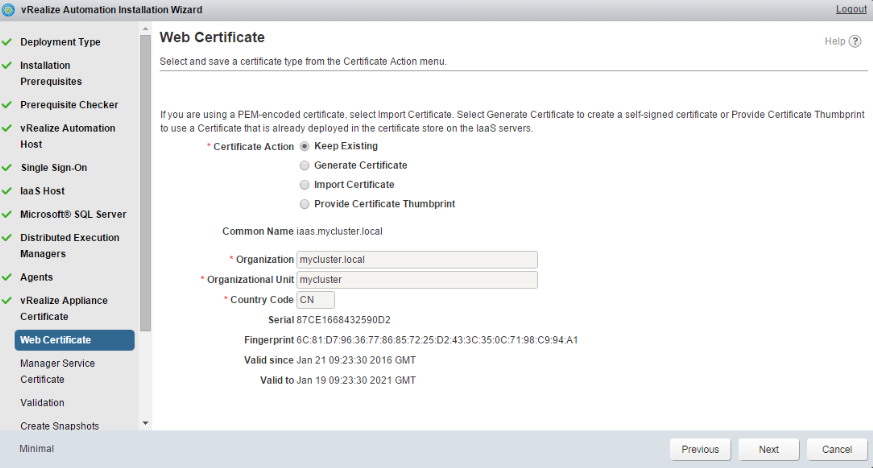 vRealize Automation Installation Wizard
Logout
Deployment Type
Installation
Prerequisites
Prerequisite Checker
vRealize Automation
Host
Single Sign-On
IaaS Host
Microsoft® SQL Server
Distributed Execution
Managers
Agents
vRealize Appliance
Certificate
Web Certificate
Manager Service
Certificate
Validation
Create Snapshots
Minimal
Web Certificate
Help ?
Select and save a certificate type from the Certificate Action menu.
If you are using a PEM-encoded certificate, select Import Certificate. Select Generate Certificate to create a self-signed certificate or Provide Certificate Thumbprint
to use a Certificate that is already deployed in the certificate store on the IaaS servers.
* Certificate Action Keep Existing
Generate Certificate
Import Certificate
Provide Certificate Thumbprint
Common Name iaas.mycluster.local
* Organization mycluster.local
* Organizational Unit mycluster
* Country Code CN
Serial 87CE1668432590D2
Fingerprint 6C:81:D7:96:36:77:86:85:72:25:D2:43:3C:35:0C:71:98:C9:94:A1
Valid since Jan 21 09:23:30 2016 GMT
Valid to Jan 19 09:23:30 2021 GMT
Previous
Next
Cancel